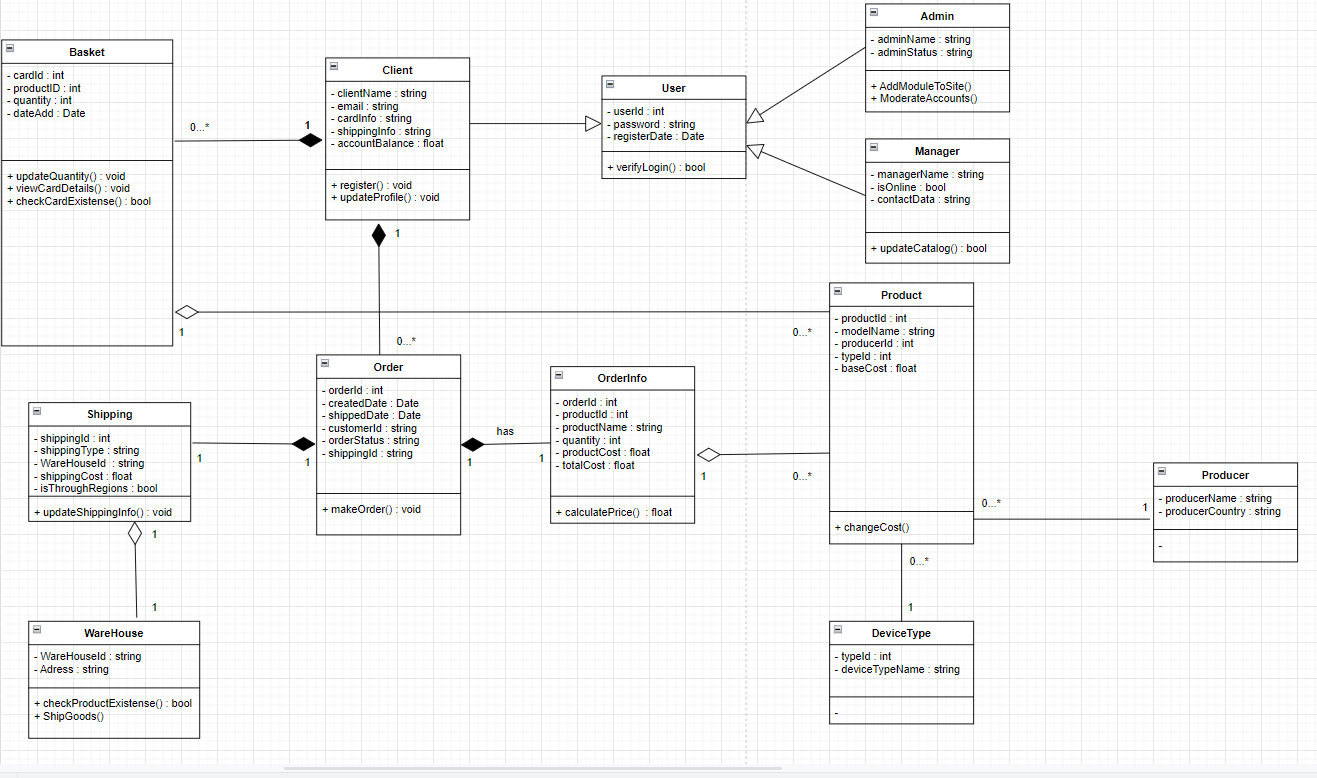 Basket
- cardId : int
- productID : int
- quantity : int
- dateAdd : Date
+ updateQuantity() : void
+ viewCardDetails() : void
+ checkCardExistense() : bool
0...*
1
Client
- clientName : string
- email : string
- cardInfo : string
- shippingInfo : string
- accountBalance : float
+ register() : void
+ updateProfile() : void
User
- userId : int
- password : string
- registerDate : Date
+ verifyLogin() : bool
Admin
- adminName : string
- adminStatus : string
+ AddModuleToSite()
+ ModerateAccounts()
Manager
- managerName : string
- isOnline : bool
- contactData : string
+ updateCatalog() : bool
1
0...*
1
0...*
Product
- productId : int
- modelName : string
- producerId : int
- typeId : int
- baseCost : float
+ changeCost()
Shipping
- shippingId : int
- shippingType : string
- WareHouseId : string
- shippingCost : float
- isThroughRegions : bool
+ updateShippingInfo() : void
1
1
Order
- orderId : int
- createdDate : Date
- shippedDate : Date
- customerId : string
- orderStatus : string
- shippingId : string
+ makeOrder() : void
has
1
1
OrderInfo
- orderId : int
- productId : int
- productName : string
- quantity : int
- productCost : float
- totalCost : float
+ calculatePrice() : float
1
0...*
0...*
1
Producer
- producerName : string
- producerCountry : string
-
1
1
WareHouse
- WareHouseId : string
- Adress : string
+ checkProductExistense() : bool
+ ShipGoods()
0...*
1
DeviceType
- typeId : int
- deviceTypeName : string
-